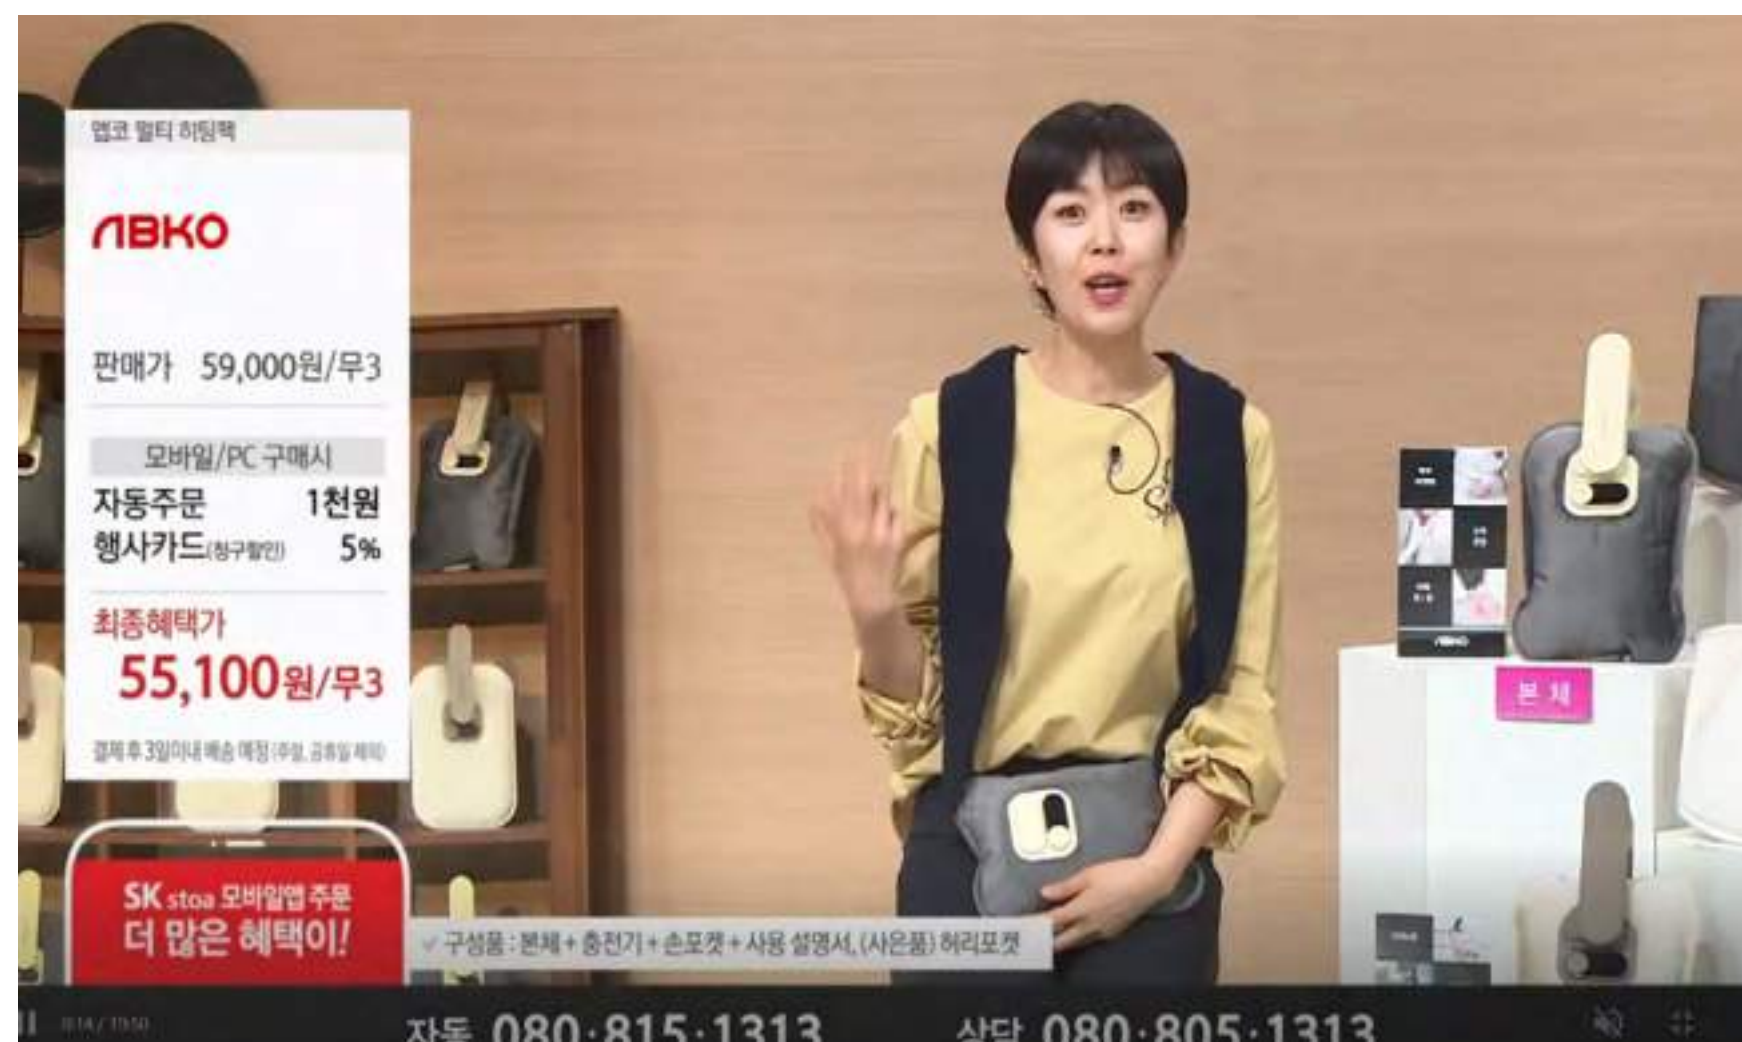 앱코 멀티 히팅팩
ABKO
판매가 59,000원/무3
모바일/PC 구매시
자동주문 1천원
행사카드(청구할인) 5%
최종혜택가
55,100원/무3
결제 후 3일이내 배송 예정 (주말, 공휴일 제외)
SK stoa 모바일앱 주문
더 많은 혜택이!
✓ 구성품 : 본체 + 충전기 + 손포켓 + 사용 설명서, (사은품) 허리포켓
본체
ABKO
0:14 / 19:50
자동 080·815·1313 상담 080·805·1313